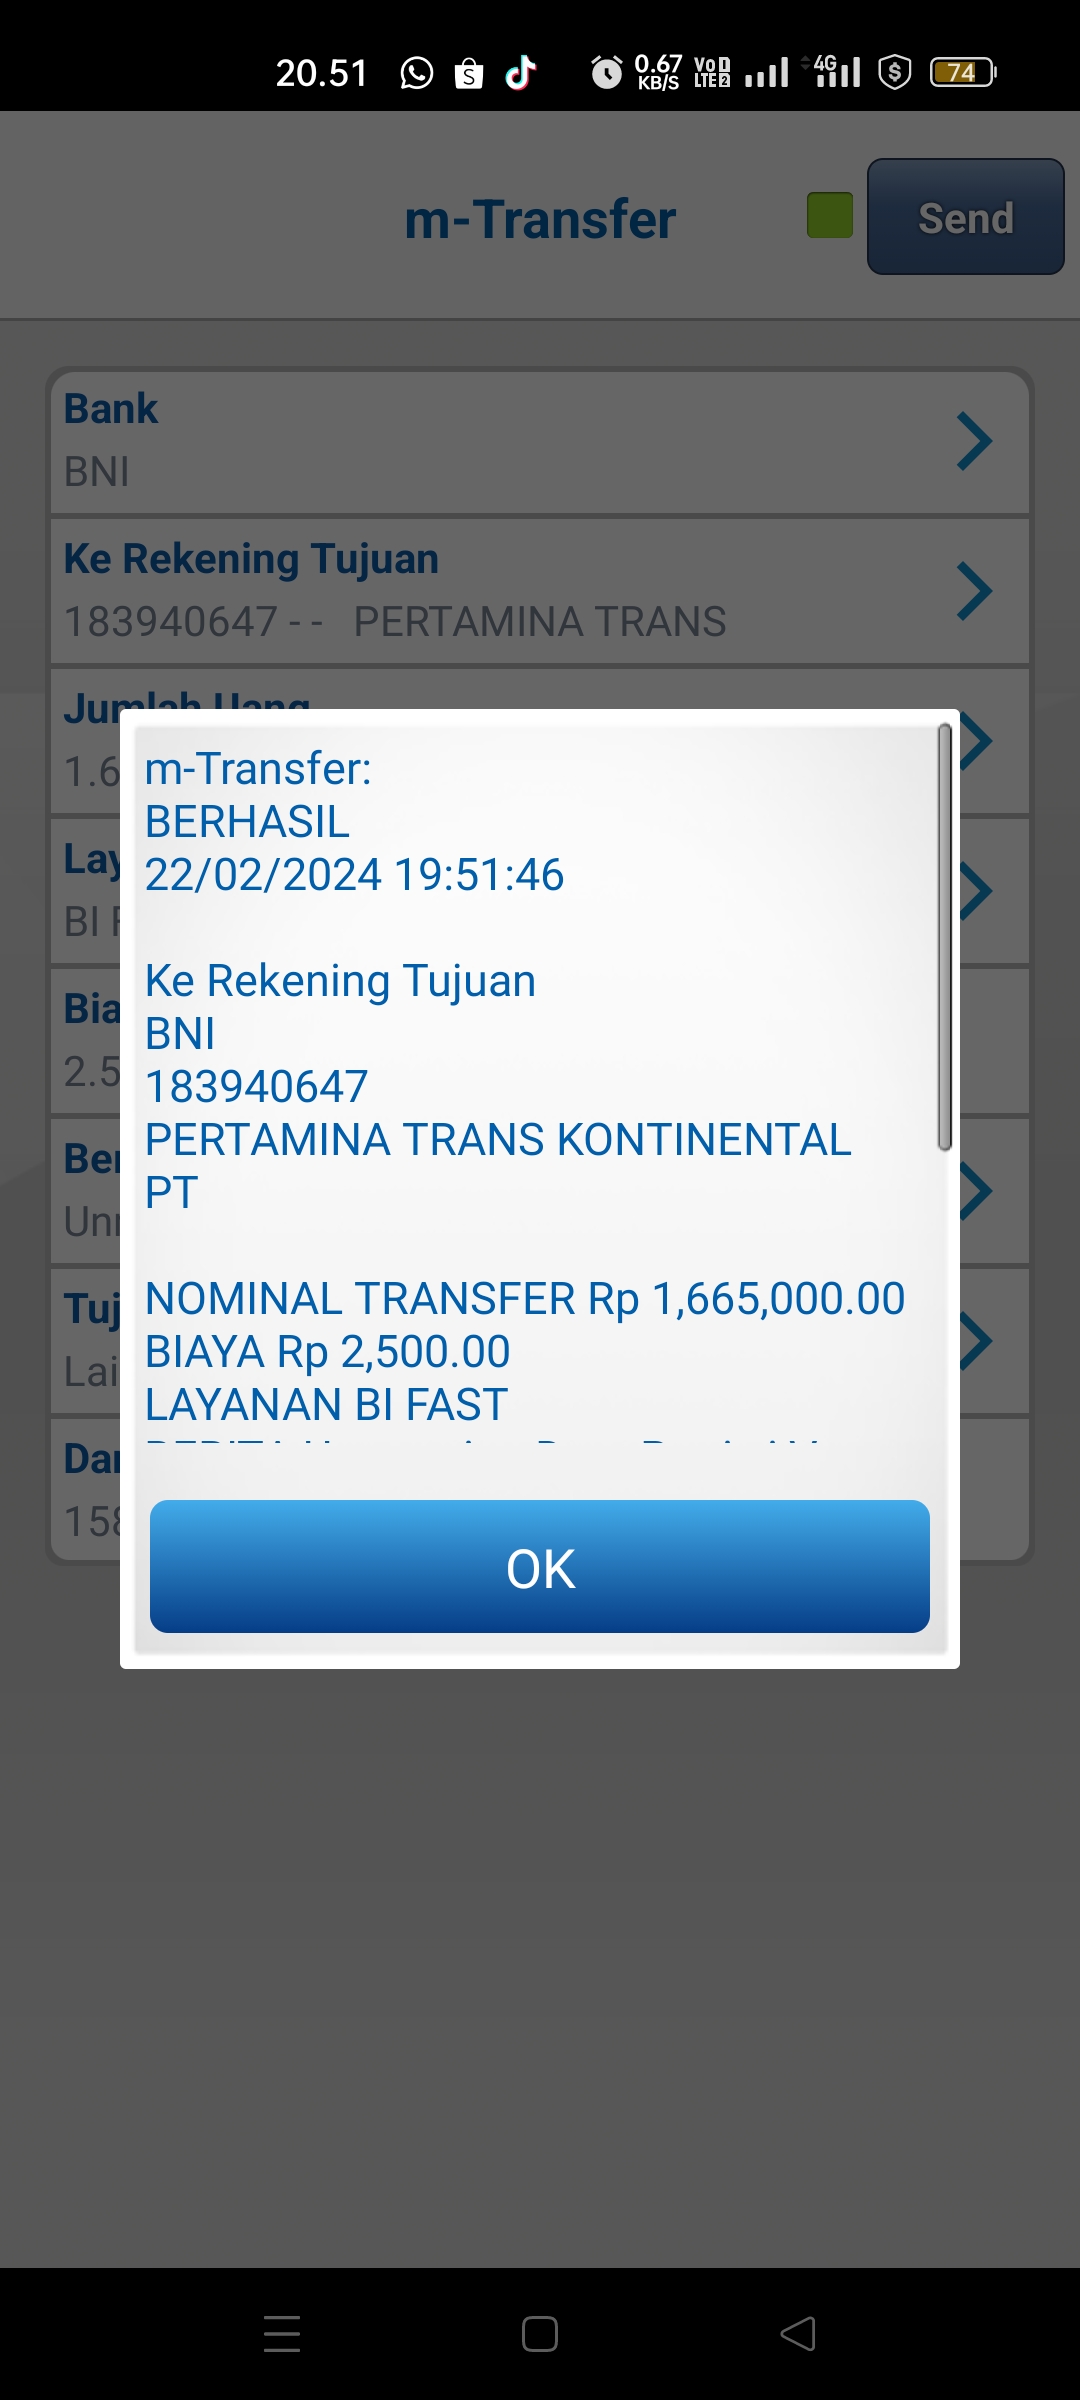 20.51
0.67
KB/S
VoD
LTE 2
4G
74
m-Transfer
Send
Bank
BNI
Ke Rekening Tujuan
183940647 - - PERTAMINA TRANS
Jumlah Uang
1.6
Lay
BI F
Bia
2.5
Ber
Tuj
Lai
Dar
158
m-Transfer:
BERHASIL
22/02/2024 19:51:46
Ke Rekening Tujuan
BNI
183940647
PERTAMINA TRANS KONTINENTAL
PT
NOMINAL TRANSFER Rp 1,665,000.00
BIAYA Rp 2,500.00
LAYANAN BI FAST
OK